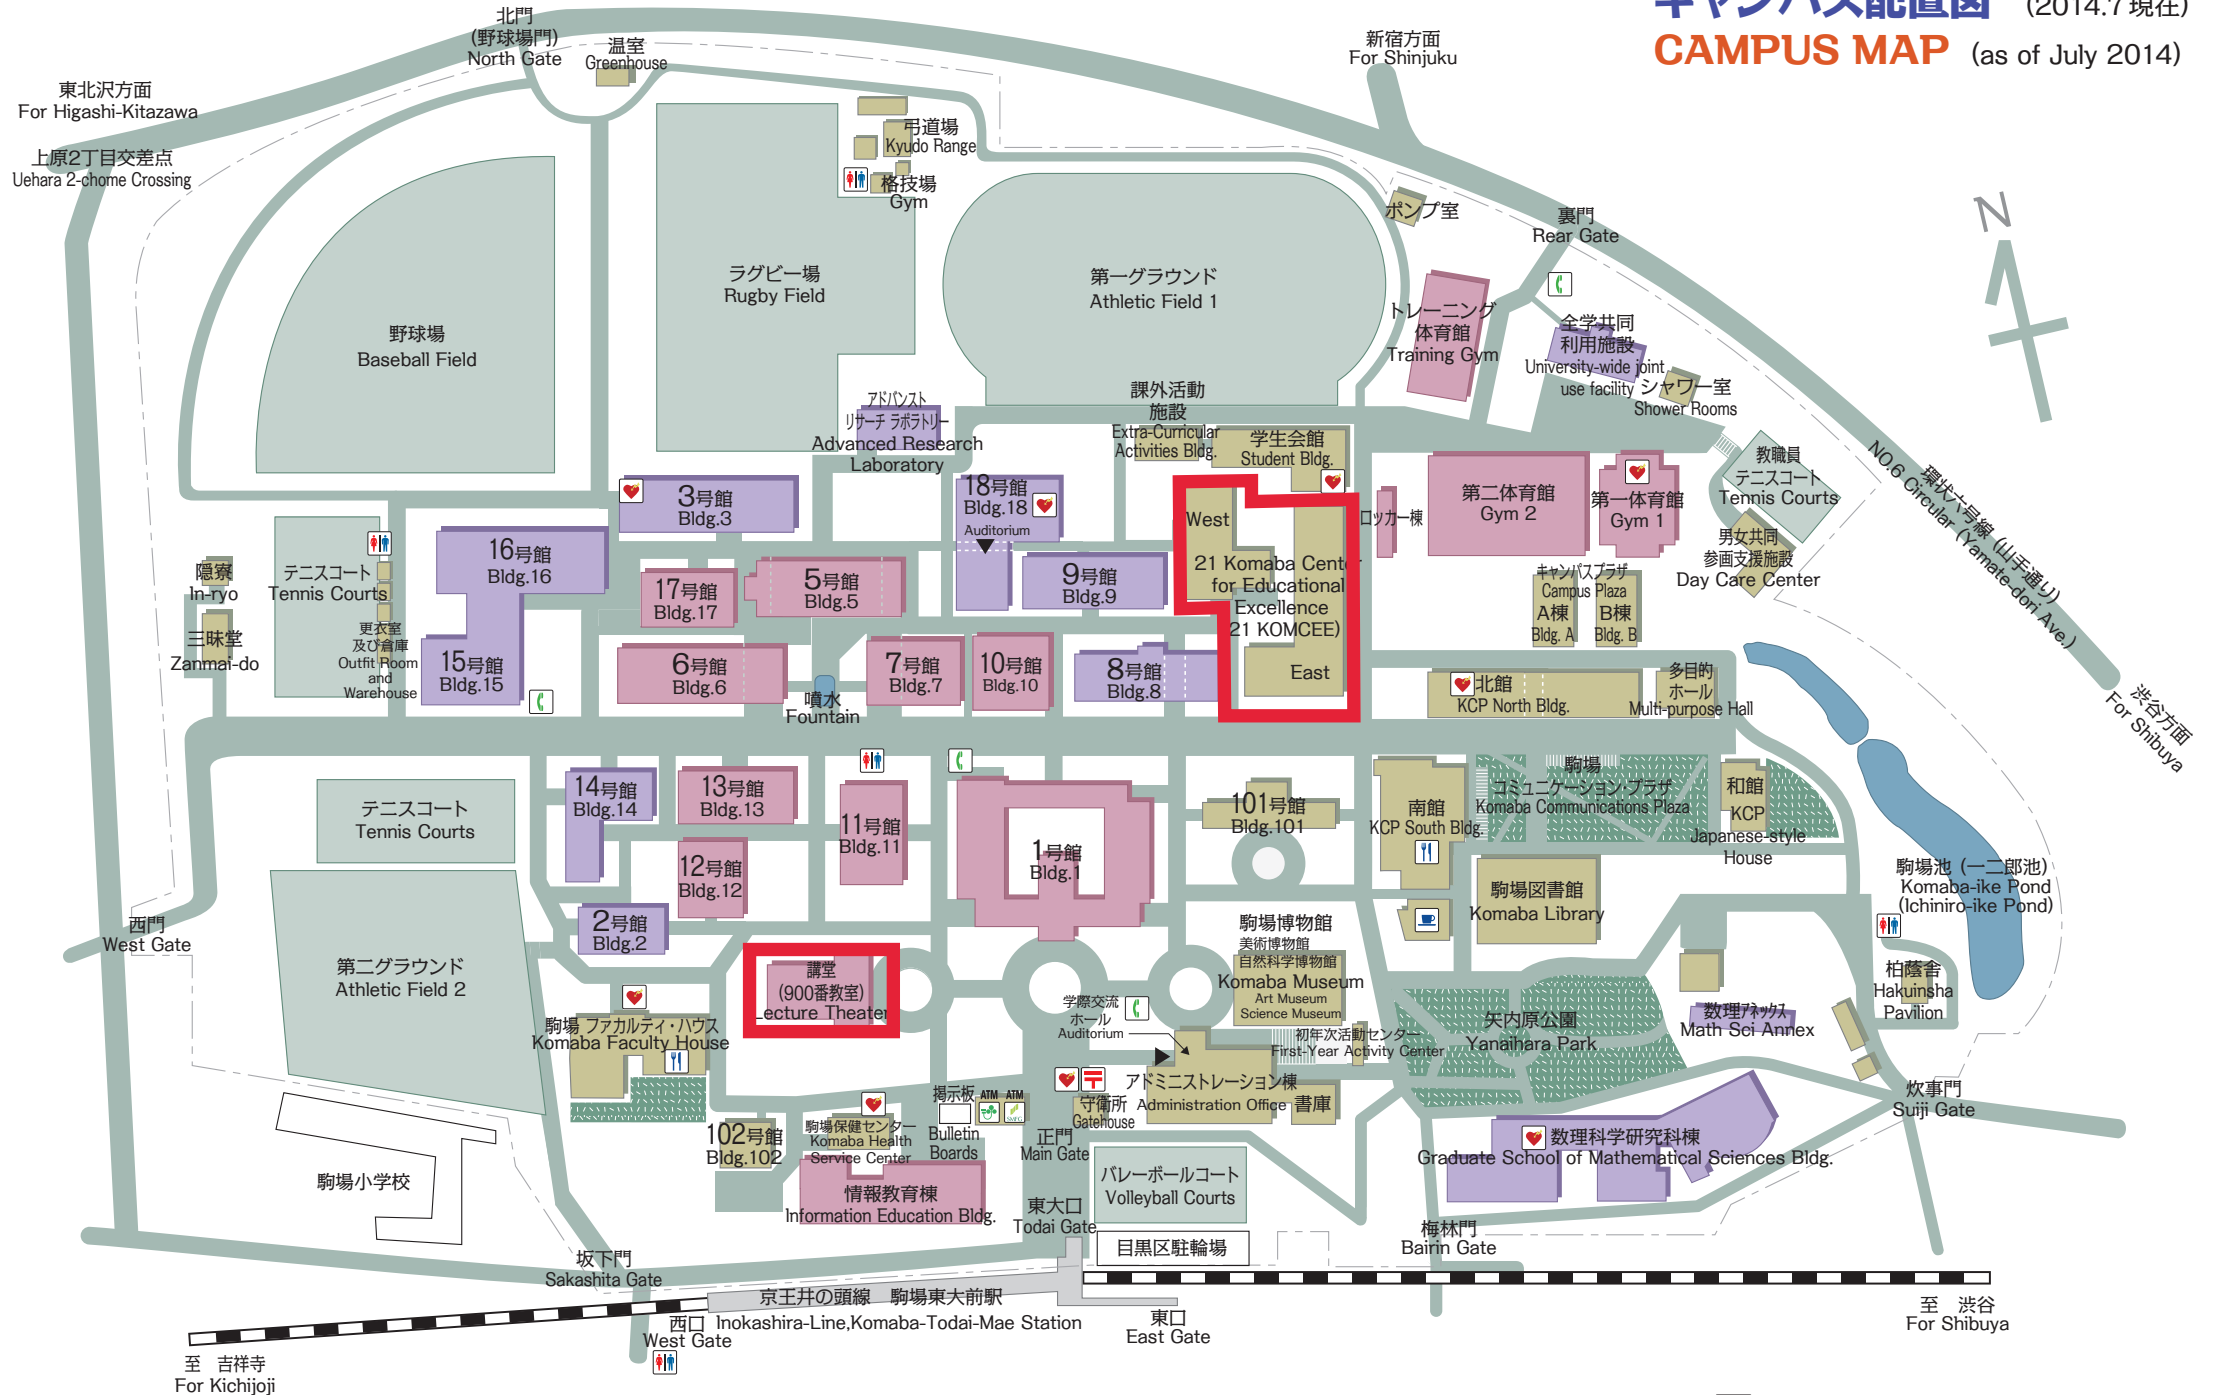 キャンパス配置図 (2014.7現在)
CAMPUS MAP (as of July 2014)
北門
(野球場門)
North Gate
温室
Greenhouse
新宿方面
For Shinjuku
東北沢方面
For Higashi-Kitazawa
上原2丁目交差点
Uehara 2-chome Crossing
弓道場
Kyudo Range
格技場
Gym
ポンプ室
裏門
Rear Gate
N
野球場
Baseball Field
ラグビー場
Rugby Field
第一グラウンド
Athletic Field 1
トレーニング
体育館
Training Gym
全学共同
利用施設
University-wide joint
use facility
シャワー室
Shower Rooms
アドバンスト
リサーチ ラボラトリー
Advanced Research
Laboratory
課外活動
施設
Extra-Curricular
Activities Bldg.
学生会館
Student Bldg.
教職員
テニスコート
Tennis Courts
環状六号線 (山手通り)
NO.6 Circular (Yamate-dori Ave.)
3号館
Bldg.3
18号館
Bldg.18
Auditorium
West
21 Komaba Center
for Educational
Excellence
(21 KOMCEE)
East
ロッカー棟
第二体育館
Gym 2
第一体育館
Gym 1
男女共同
参画支援施設
Day Care Center
隠寮
In-ryo
三昧堂
Zanmai-do
テニスコート
Tennis Courts
更衣室
及び倉庫
Outfit Room
and
Warehouse
16号館
Bldg.16
15号館
Bldg.15
17号館
Bldg.17
5号館
Bldg.5
9号館
Bldg.9
キャンパスプラザ
Campus Plaza
A棟
Bldg. A
B棟
Bldg. B
6号館
Bldg.6
噴水
Fountain
7号館
Bldg.7
10号館
Bldg.10
8号館
Bldg.8
北館
KCP North Bldg.
多目的
ホール
Multi-purpose Hall
渋谷方面
For Shibuya
テニスコート
Tennis Courts
14号館
Bldg.14
13号館
Bldg.13
12号館
Bldg.12
11号館
Bldg.11
1号館
Bldg.1
101号館
Bldg.101
南館
KCP South Bldg.
駒場
コミュニケーション・プラザ
Komaba Communications Plaza
和館
KCP
Japanese-style
House
駒場図書館
Komaba Library
駒場池 (一二郎池)
Komaba-ike Pond
(Ichiniro-ike Pond)
西門
West Gate
2号館
Bldg.2
第二グラウンド
Athletic Field 2
講堂
(900番教室)
Lecture Theater
駒場博物館
美術博物館
自然科学博物館
Komaba Museum
Art Museum
Science Museum
駒場 ファカルティ・ハウス
Komaba Faculty House
学際交流
ホール
Auditorium
初年次活動センター
First-Year Activity Center
矢内原公園
Yanaihara Park
数理アネックス
Math Sci Annex
柏蔭舎
Hakuinsha
Pavilion
アドミニストレーション棟
Administration Office
書庫
守衛所
Gatehouse
炊事門
Suiji Gate
102号館
Bldg.102
駒場保健センター
Komaba Health
Service Center
掲示板
Bulletin
Boards
ATM
ATM
SMFG
正門
Main Gate
数理科学研究科棟
Graduate School of Mathematical Sciences Bldg.
駒場小学校
情報教育棟
Information Education Bldg.
東大口
Todai Gate
バレーボールコート
Volleyball Courts
目黒区駐輪場
梅林門
Bairin Gate
坂下門
Sakashita Gate
京王井の頭線 駒場東大前駅
Inokashira-Line,Komaba-Todai-Mae Station
西口
West Gate
東口
East Gate
至 渋谷
For Shibuya
至 吉祥寺
For Kichijoji